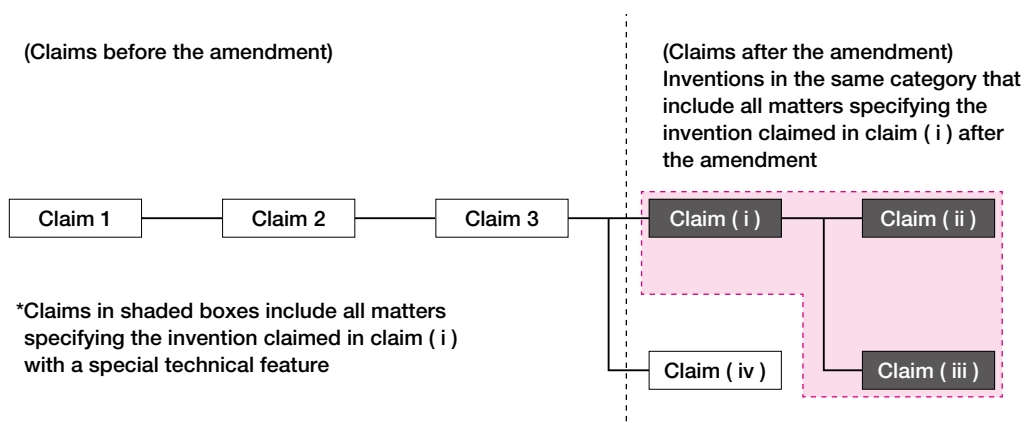 (Claims before the amendment)
(Claims after the amendment)
Inventions in the same category that
include all matters specifying the
invention claimed in claim ( i ) after
the amendment
Claim 1
Claim 2
Claim 3
Claim ( i )
Claim ( ii )
*Claims in shaded boxes include all matters
specifying the invention claimed in claim ( i )
with a special technical feature
Claim ( iv )
Claim ( iii )